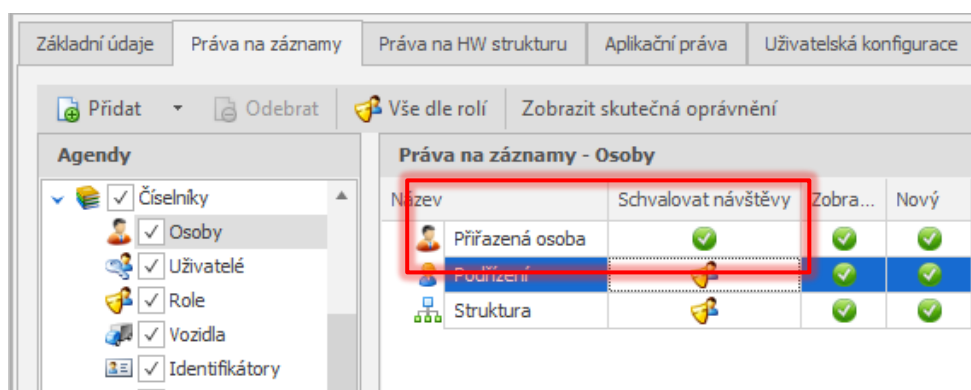 Základní údaje Práva na záznamy Práva na HW strukturu Aplikační práva Uživatelská konfigurace
Přidat Odebrat Vše dle rolí Zobrazit skutečná oprávnění
Agendy Práva na záznamy - Osoby
Číselníky Název Schvalovat návštěvy Zobra... Nový
Osoby Přiřazená osoba
Uživatelé Podřízení
Role Struktura
Vozidla
Identifikátory